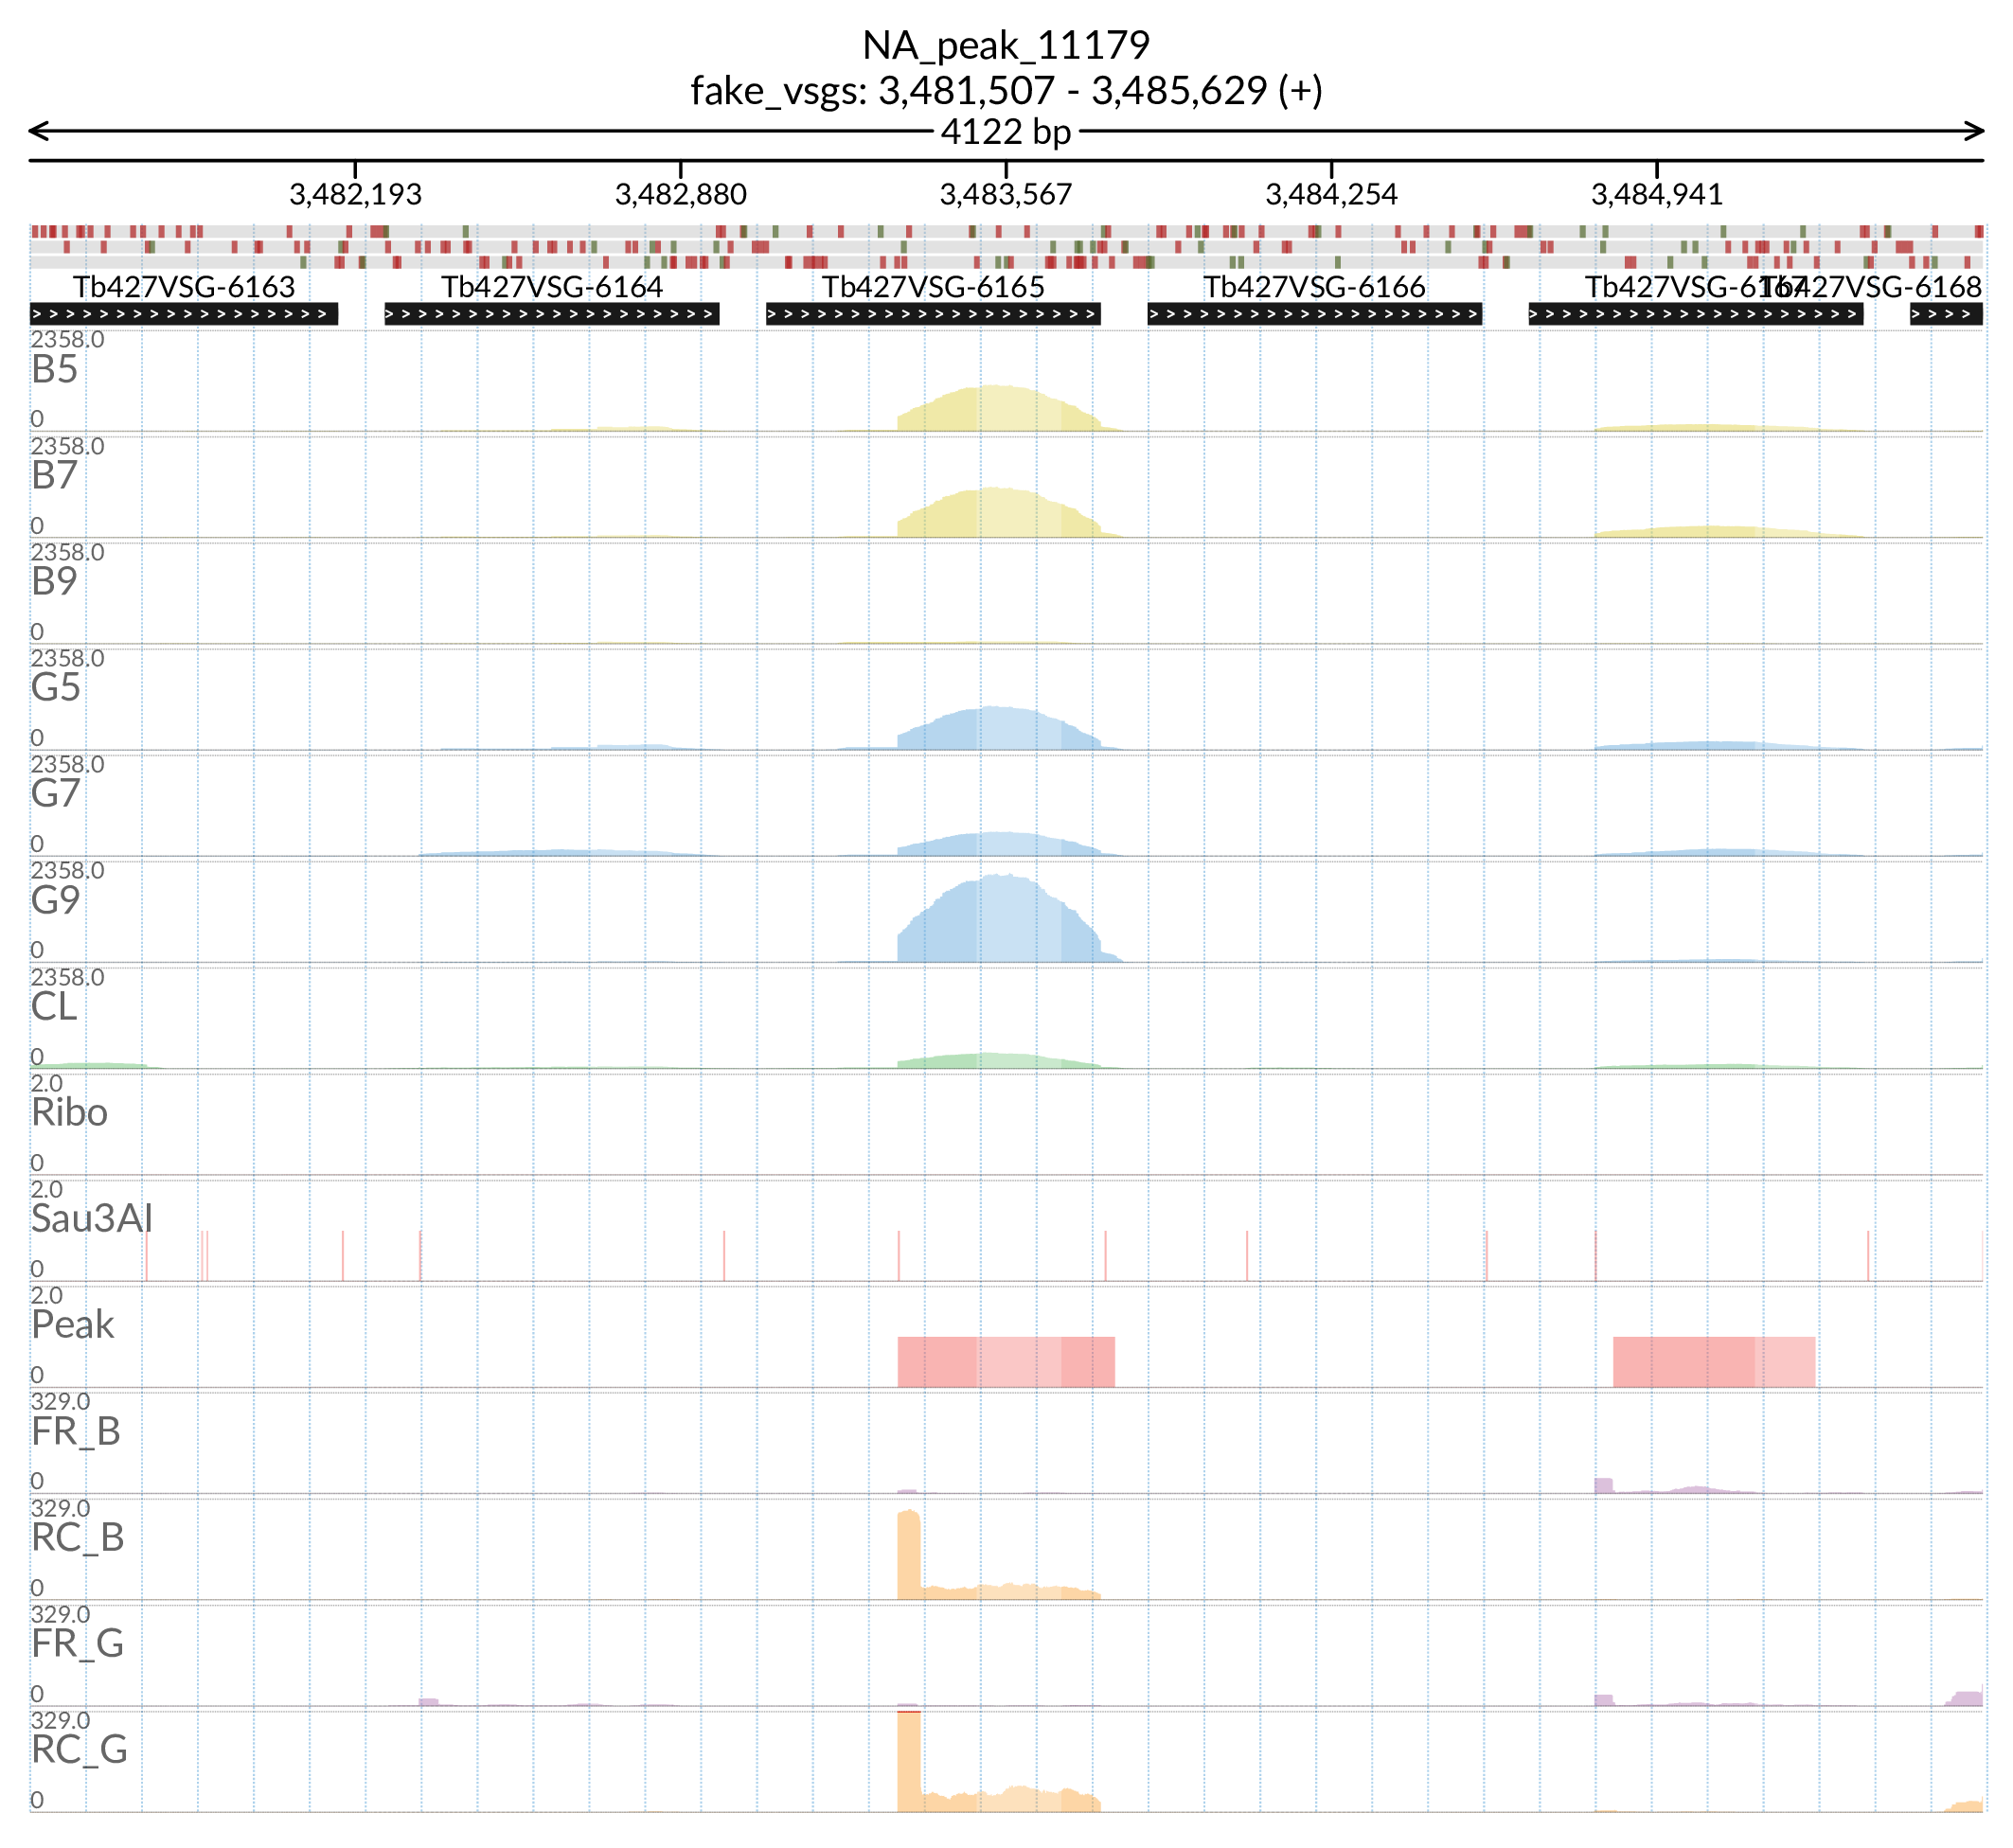 NA_peak_11179
fake_vsgs: 3,481,507 - 3,485,629 (+)
4122 bp
3,482,193 3,482,880 3,483,567 3,484,254 3,484,941
Tb427VSG-6163 Tb427VSG-6164 Tb427VSG-6165 Tb427VSG-6166 Tb427VSG-6167 Tb427VSG-6168
2358.0
B5
0
2358.0
B7
0
2358.0
B9
0
2358.0
G5
0
2358.0
G7
0
2358.0
G9
0
2358.0
CL
0
2.0
Ribo
0
2.0
Sau3AI
0
2.0
Peak
0
329.0
FR_B
0
329.0
RC_B
0
329.0
FR_G
0
329.0
RC_G
0